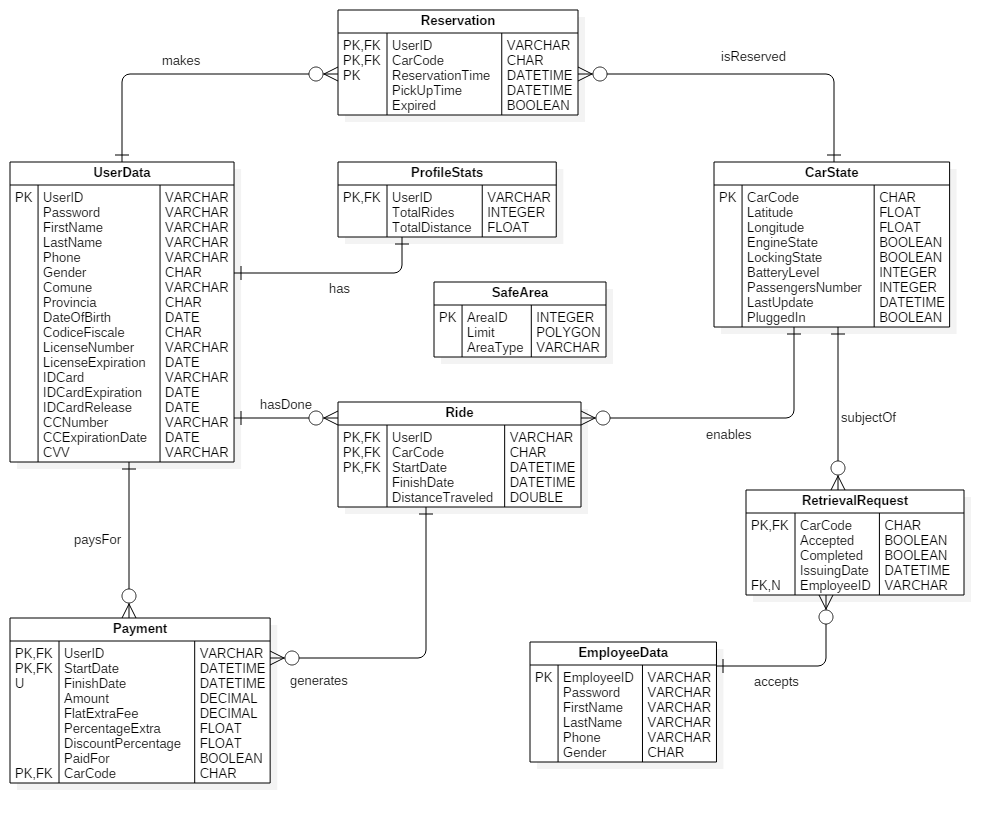 Reservation
PK,FK UserID VARCHAR
PK,FK CarCode CHAR
PK ReservationTime DATETIME
PickUpTime DATETIME
Expired BOOLEAN
makes
isReserved
UserData
PK UserID VARCHAR
Password VARCHAR
FirstName VARCHAR
LastName VARCHAR
Phone VARCHAR
Gender CHAR
Comune VARCHAR
Provincia CHAR
DateOfBirth DATE
CodiceFiscale CHAR
LicenseNumber VARCHAR
LicenseExpiration DATE
IDCard VARCHAR
IDCardExpiration DATE
IDCardRelease DATE
CCNumber VARCHAR
CCExpirationDate DATE
CVV VARCHAR
ProfileStats
PK,FK UserID VARCHAR
TotalRides INTEGER
TotalDistance FLOAT
has
CarState
PK CarCode CHAR
Latitude FLOAT
Longitude FLOAT
EngineState BOOLEAN
LockingState BOOLEAN
BatteryLevel INTEGER
PassengersNumber INTEGER
LastUpdate DATETIME
PluggedIn BOOLEAN
SafeArea
PK AreaID INTEGER
Limit POLYGON
AreaType VARCHAR
hasDone
Ride
PK,FK UserID VARCHAR
PK,FK CarCode CHAR
PK,FK StartDate DATETIME
FinishDate DATETIME
DistanceTraveled DOUBLE
enables
subjectOf
RetrievalRequest
PK,FK CarCode CHAR
Accepted BOOLEAN
Completed BOOLEAN
IssuingDate DATETIME
FK,N EmployeeID VARCHAR
paysFor
Payment
PK,FK UserID VARCHAR
PK,FK StartDate DATETIME
U FinishDate DATETIME
Amount DECIMAL
FlatExtraFee DECIMAL
PercentageExtra FLOAT
DiscountPercentage FLOAT
PaidFor BOOLEAN
PK,FK CarCode CHAR
generates
EmployeeData
PK EmployeeID VARCHAR
Password VARCHAR
FirstName VARCHAR
LastName VARCHAR
Phone VARCHAR
Gender CHAR
accepts